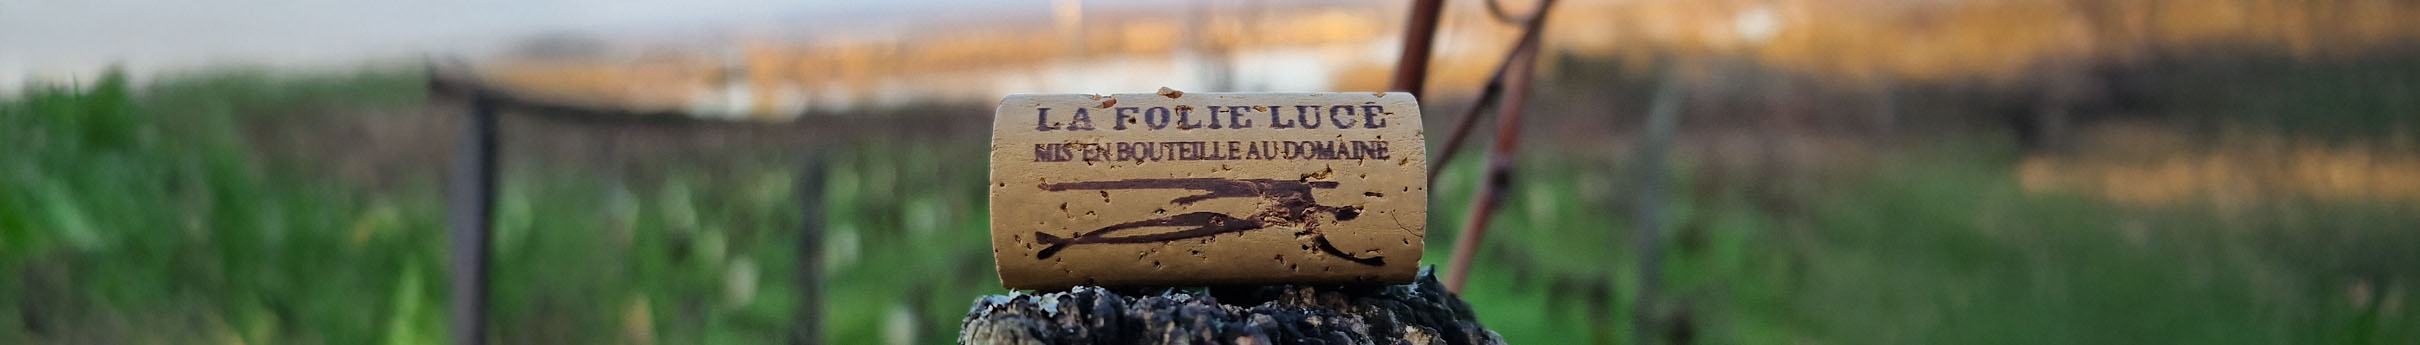 LA FOLIE LUCÉ
MIS EN BOUTEILLE AU DOMAINE